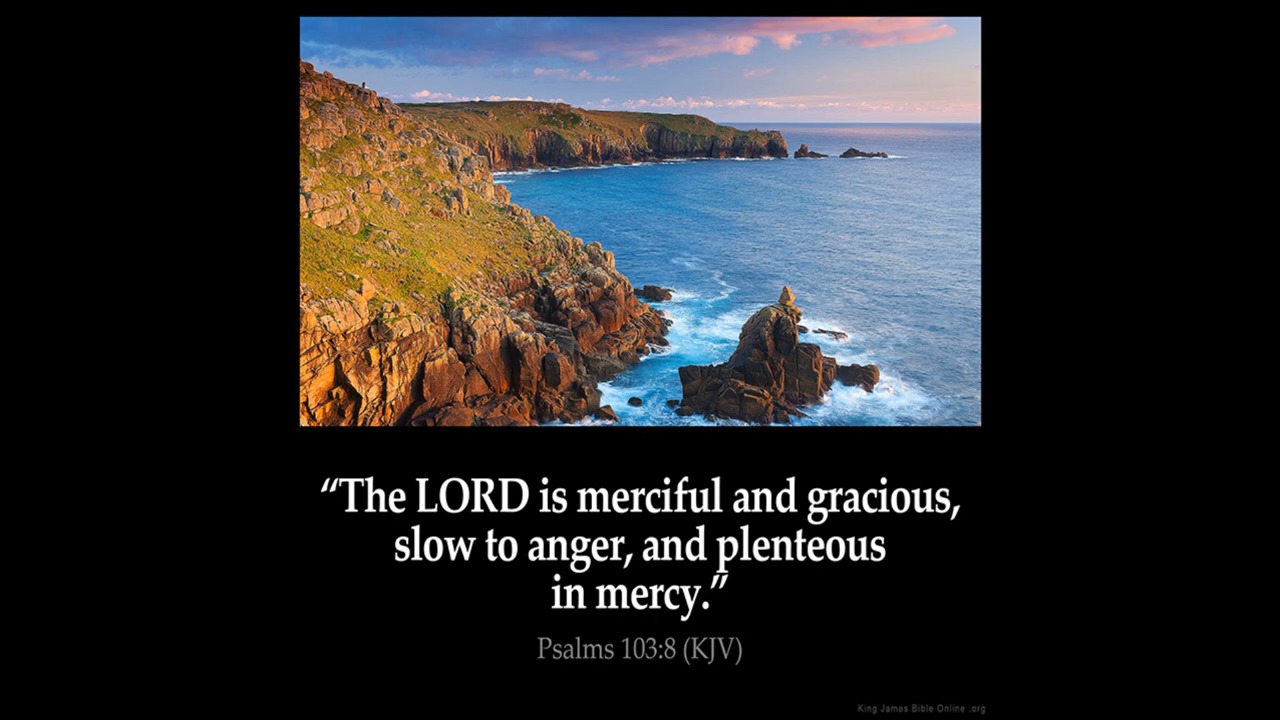 “The LORD is merciful and gracious,
slow to anger, and plenteous
in mercy.”
Psalms 103:8 (KJV)
King James Bible Online .org